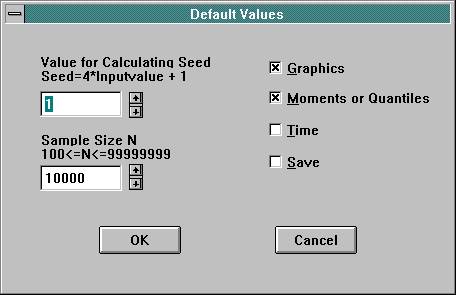 Default Values
Value for Calculating Seed
Seed=4*Inputvalue + 1
1
Sample Size N
100<=N<=99999999
10000
Graphics
Moments or Quantiles
Time
Save
OK
Cancel